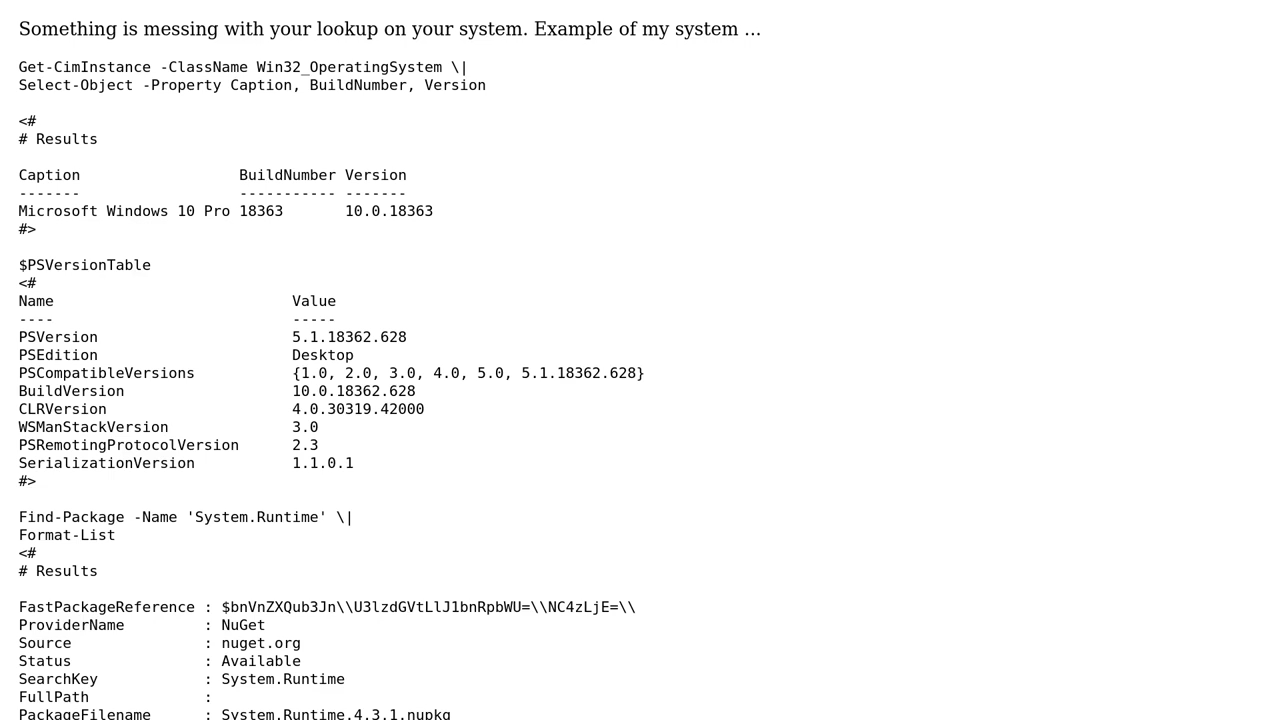 Something is messing with your lookup on your system. Example of my system ...
Get-CimInstance -ClassName Win32_OperatingSystem \|
Select-Object -Property Caption, BuildNumber, Version
<#
# Results
Caption                  BuildNumber Version
-------                  ----------- -------
Microsoft Windows 10 Pro 18363       10.0.18363
#>
$PSVersionTable
<#
Name                           Value
----                           -----
PSVersion                      5.1.18362.628
PSEdition                      Desktop
PSCompatibleVersions           {1.0, 2.0, 3.0, 4.0, 5.0, 5.1.18362.628}
BuildVersion                   10.0.18362.628
CLRVersion                     4.0.30319.42000
WSManStackVersion              3.0
PSRemotingProtocolVersion      2.3
SerializationVersion           1.1.0.1
#>
Find-Package -Name 'System.Runtime' \|
Format-List
<#
# Results
FastPackageReference : $bnVnZXQub3Jn\\U3lzdGVtLlJ1bnRpbWU=\\NC4zLjE=\\
ProviderName         : NuGet
Source               : nuget.org
Status               : Available
SearchKey            : System.Runtime
FullPath             :
PackageFilename      : System.Runtime.4.3.1.nupkg